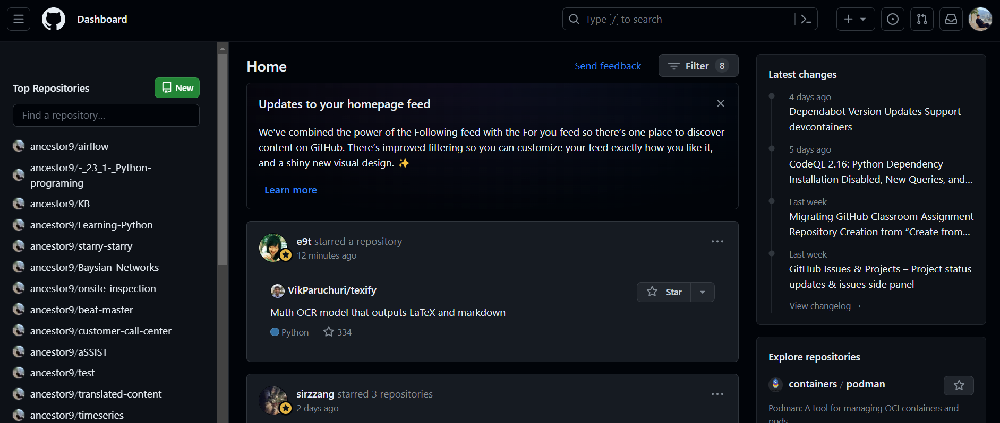 Dashboard
Type / to search
Top Repositories
New
Find a repository...
ancestor9/airflow
ancestor9/-_23_1-_Python-
programing
ancestor9/KB
ancestor9/Learning-Python
ancestor9/starry-starry
ancestor9/Baysian-Networks
ancestor9/onsite-inspection
ancestor9/beat-master
ancestor9/customer-call-center
ancestor9/aSSIST
ancestor9/test
ancestor9/translated-content
ancestor9/timeseries
Home
Send feedback
Filter 8
Updates to your homepage feed
We've combined the power of the Following feed with the For you feed so there’s one place to discover
content on GitHub. There’s improved filtering so you can customize your feed exactly how you like it,
and a shiny new visual design. ✨
Learn more
e9t starred a repository
12 minutes ago
VikParuchuri/texify
Star
Math OCR model that outputs LaTeX and markdown
Python 334
sirzzang starred 3 repositories
2 days ago
Latest changes
4 days ago
Dependabot Version Updates Support
devcontainers
5 days ago
CodeQL 2.16: Python Dependency
Installation Disabled, New Queries, and...
Last week
Migrating GitHub Classroom Assignment
Repository Creation from “Create from...
Last week
GitHub Issues & Projects – Project status
updates & issues side panel
View changelog →
Explore repositories
containers / podman
Podman: A tool for managing OCI containers and
pods